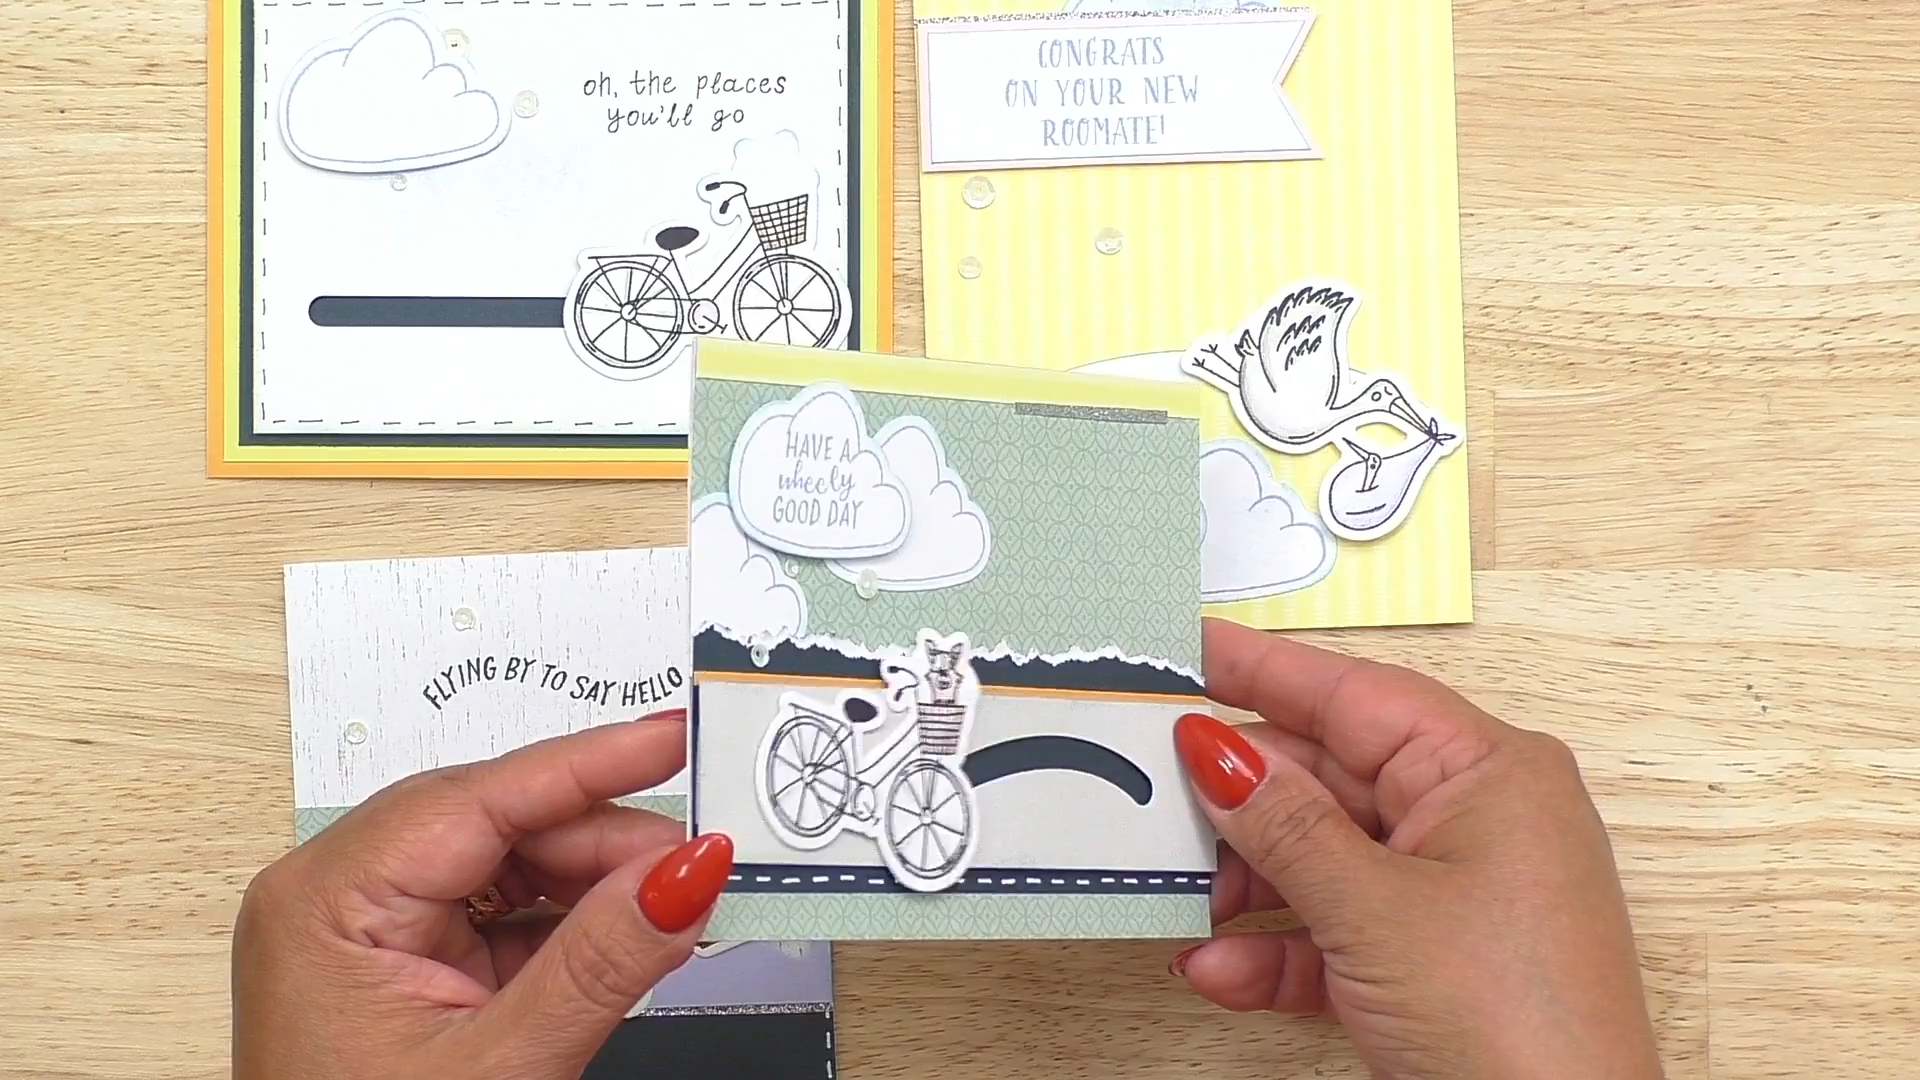 oh, the places
you'll go
CONGRATS
ON YOUR NEW
ROOMATE!
HAVE A
wheely
GOOD DAY
FLYING BY TO SAY HELLO